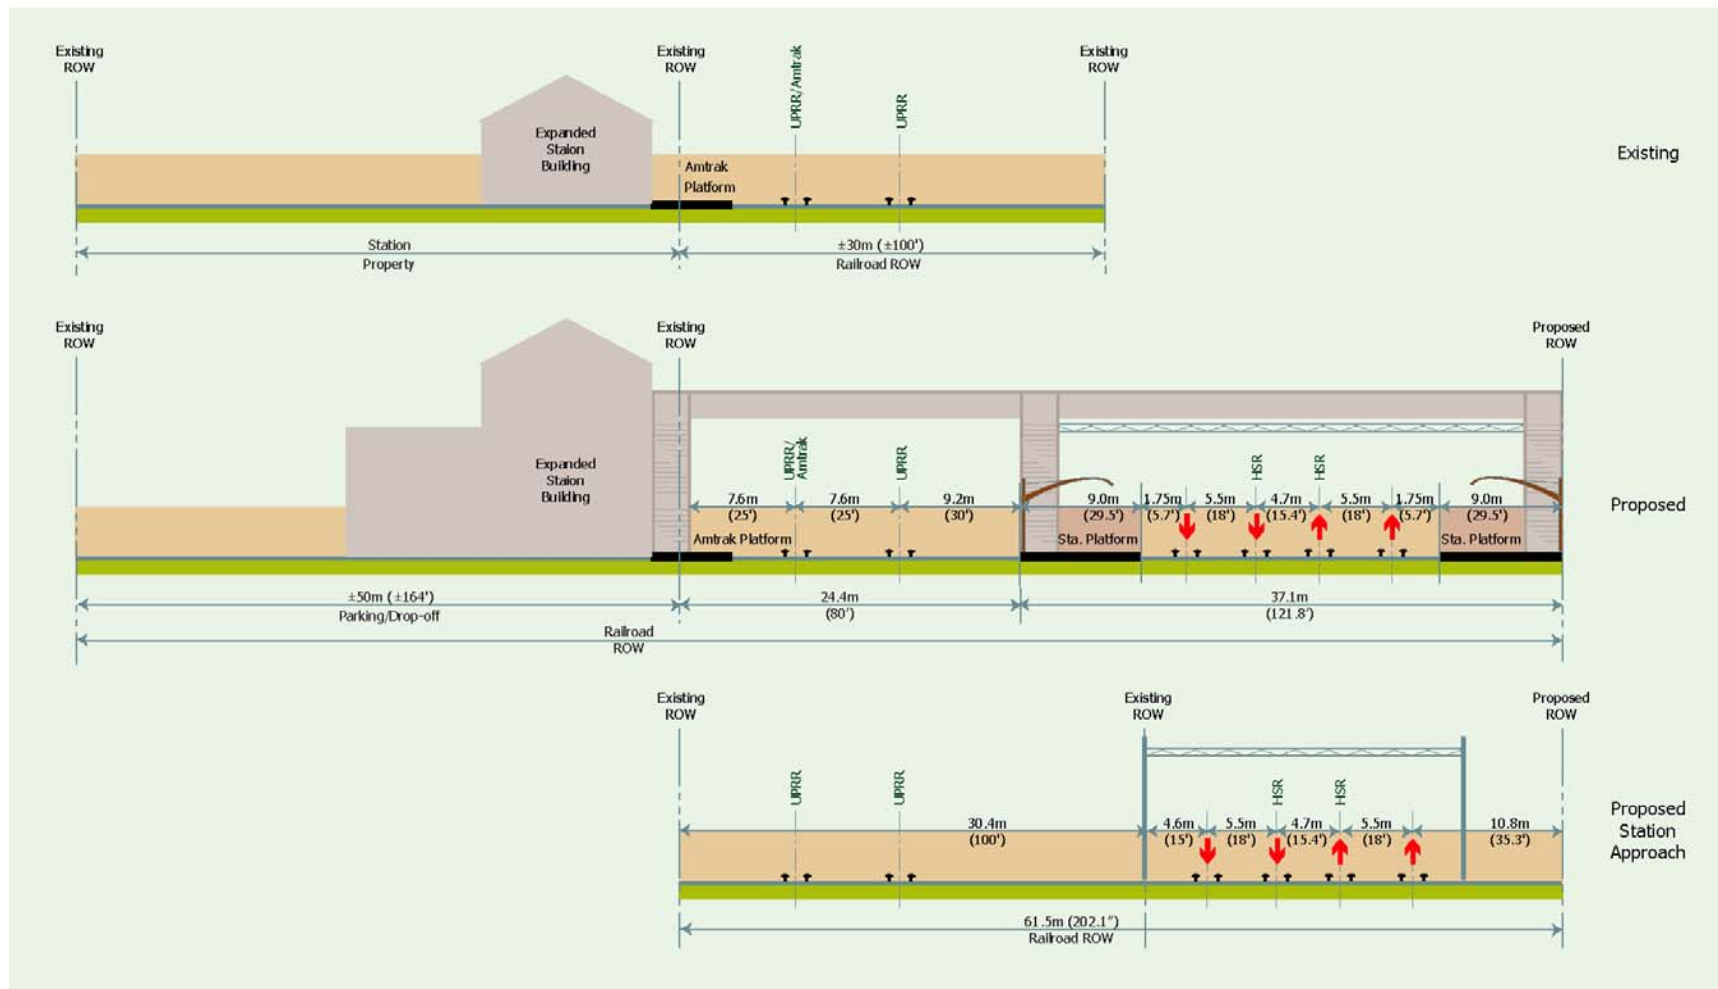 Existing
ROW
Existing
ROW
UPRR/Amtrak
UPRR
Existing
ROW
Expanded
Staion
Building
Amtrak
Platform
Existing
Station
Property
±30m (±100')
Railroad ROW
Existing
ROW
Existing
ROW
Proposed
ROW
Expanded
Staion
Building
UPRR/
Amtrak
UPRR
HSR
HSR
7.6m
(25')
7.6m
(25')
9.2m
(30')
9.0m
(29.5')
1.75m
(5.7')
5.5m
(18')
4.7m
(15.4')
5.5m
(18')
1.75m
(5.7')
9.0m
(29.5')
Proposed
Amtrak Platform
Sta. Platform
Sta. Platform
±50m (±164')
Parking/Drop-off
24.4m
(80')
37.1m
(121.8')
Railroad
ROW
Existing
ROW
Existing
ROW
Proposed
ROW
UPRR
UPRR
HSR
HSR
30.4m
(100')
4.6m
(15')
5.5m
(18')
4.7m
(15.4')
5.5m
(18')
10.8m
(35.3')
Proposed
Station
Approach
61.5m (202.1")
Railroad ROW